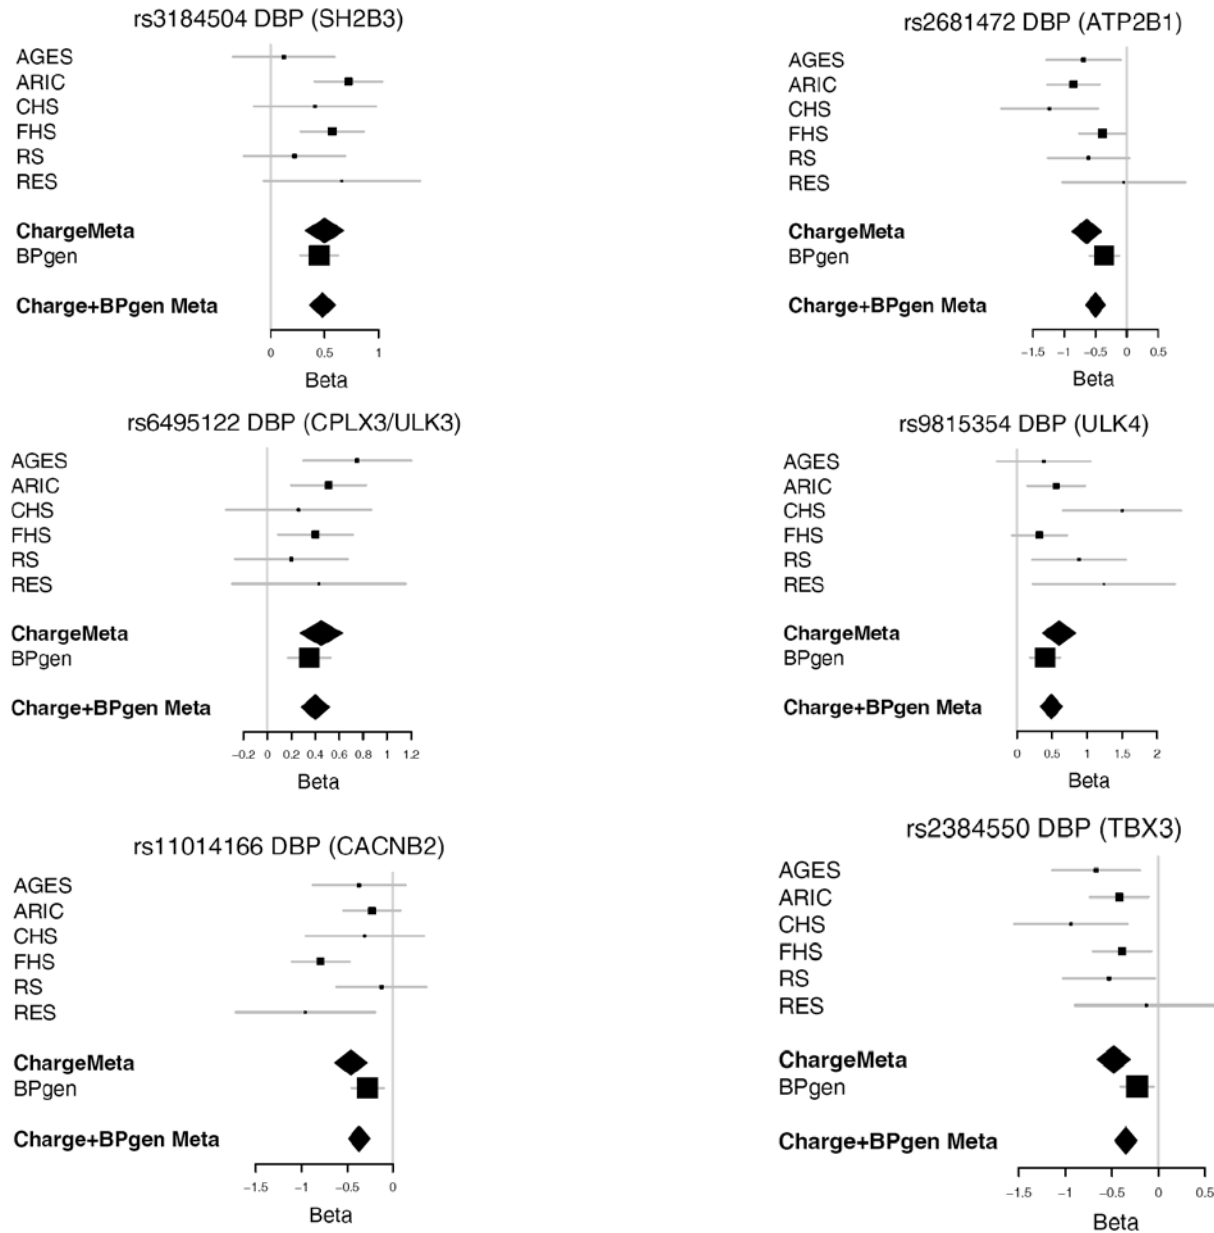 rs3184504 DBP (SH2B3)
AGES
ARIC
CHS
FHS
RS
RES
ChargeMeta
BPgen
Charge+BPgen Meta
0 0.5 1
Beta
rs2681472 DBP (ATP2B1)
AGES
ARIC
CHS
FHS
RS
RES
ChargeMeta
BPgen
Charge+BPgen Meta
−1.5 −1 −0.5 0 0.5
Beta
rs6495122 DBP (CPLX3/ULK3)
AGES
ARIC
CHS
FHS
RS
RES
ChargeMeta
BPgen
Charge+BPgen Meta
−0.2 0 0.2 0.4 0.6 0.8 1 1.2
Beta
rs9815354 DBP (ULK4)
AGES
ARIC
CHS
FHS
RS
RES
ChargeMeta
BPgen
Charge+BPgen Meta
0 0.5 1 1.5 2
Beta
rs11014166 DBP (CACNB2)
AGES
ARIC
CHS
FHS
RS
RES
ChargeMeta
BPgen
Charge+BPgen Meta
−1.5 −1 −0.5 0
Beta
rs2384550 DBP (TBX3)
AGES
ARIC
CHS
FHS
RS
RES
ChargeMeta
BPgen
Charge+BPgen Meta
−1.5 −1 −0.5 0 0.5
Beta